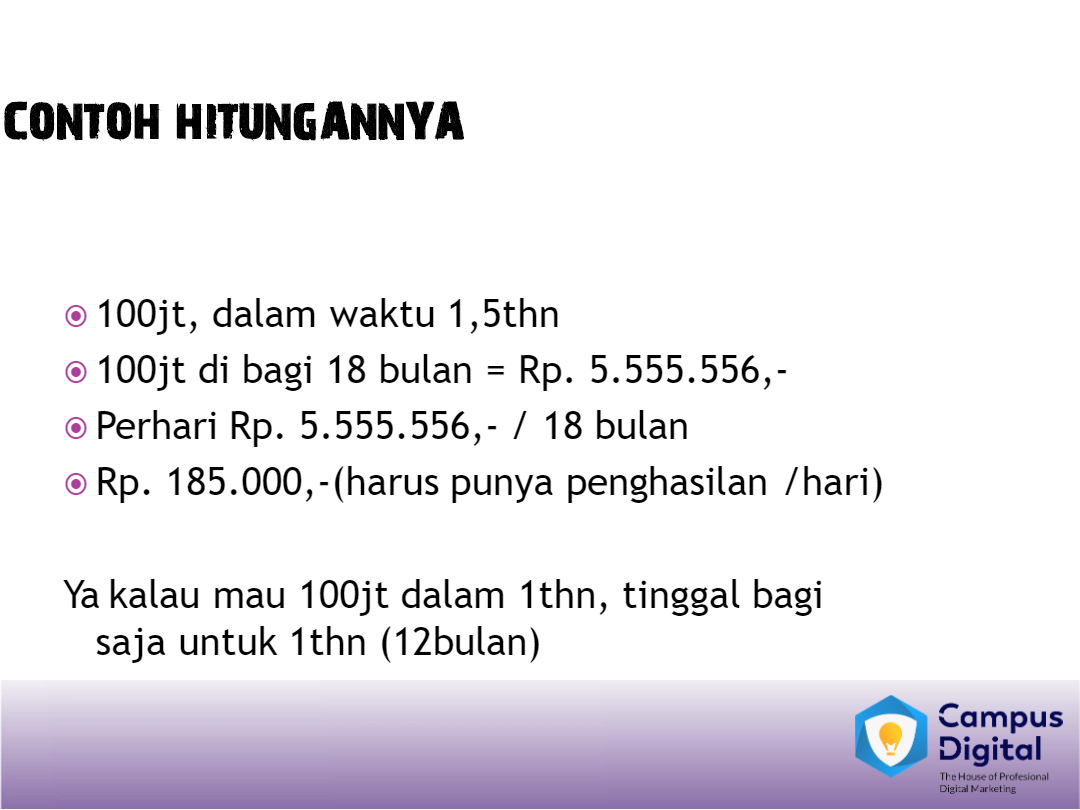 CONTOH HITUNGANNYA
100jt, dalam waktu 1,5thn
100jt di bagi 18 bulan = Rp. 5.555.556,-
Perhari Rp. 5.555.556,- / 18 bulan
Rp. 185.000,-(harus punya penghasilan /hari)
Ya kalau mau 100jt dalam 1thn, tinggal bagi
saja untuk 1thn (12bulan)
Campus
Digital
The House of Profesional
Digital Marketing